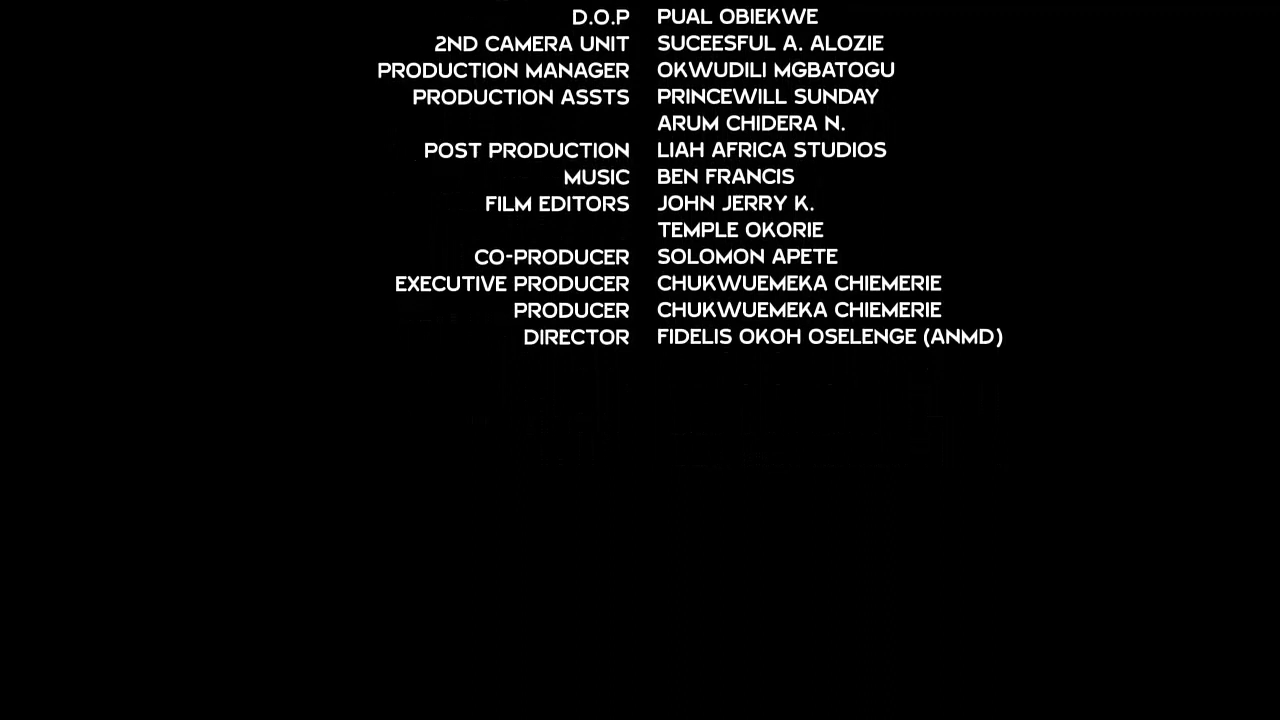 D.O.P PUAL OBIEKWE
2ND CAMERA UNIT SUCEESFUL A. ALOZIE
PRODUCTION MANAGER OKWUDILI MGBATOGU
PRODUCTION ASSTS PRINCEWILL SUNDAY
ARUM CHIDERA N.
POST PRODUCTION LIAH AFRICA STUDIOS
MUSIC BEN FRANCIS
FILM EDITORS JOHN JERRY K.
TEMPLE OKORIE
CO-PRODUCER SOLOMON APETE
EXECUTIVE PRODUCER CHUKWUEMEKA CHIEMERIE
PRODUCER CHUKWUEMEKA CHIEMERIE
DIRECTOR FIDELIS OKOH OSELENGE (ANMD)